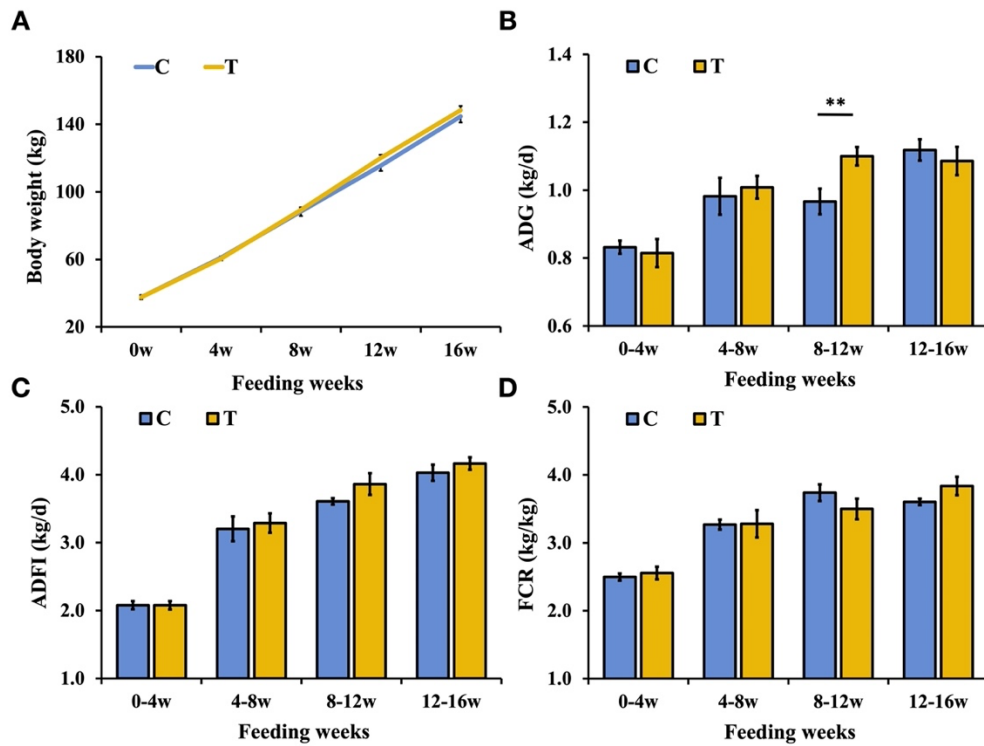 A
180
140
100
60
20
Body weight (kg)
C T
0w 4w 8w 12w 16w
Feeding weeks
B
1.4
1.2
1.0
0.8
0.6
ADG (kg/d)
C T
**
0-4w 4-8w 8-12w 12-16w
Feeding weeks
C
5.0
4.0
3.0
2.0
1.0
ADFI (kg/d)
C T
0-4w 4-8w 8-12w 12-16w
Feeding weeks
D
5.0
4.0
3.0
2.0
1.0
FCR (kg/kg)
C T
0-4w 4-8w 8-12w 12-16w
Feeding weeks